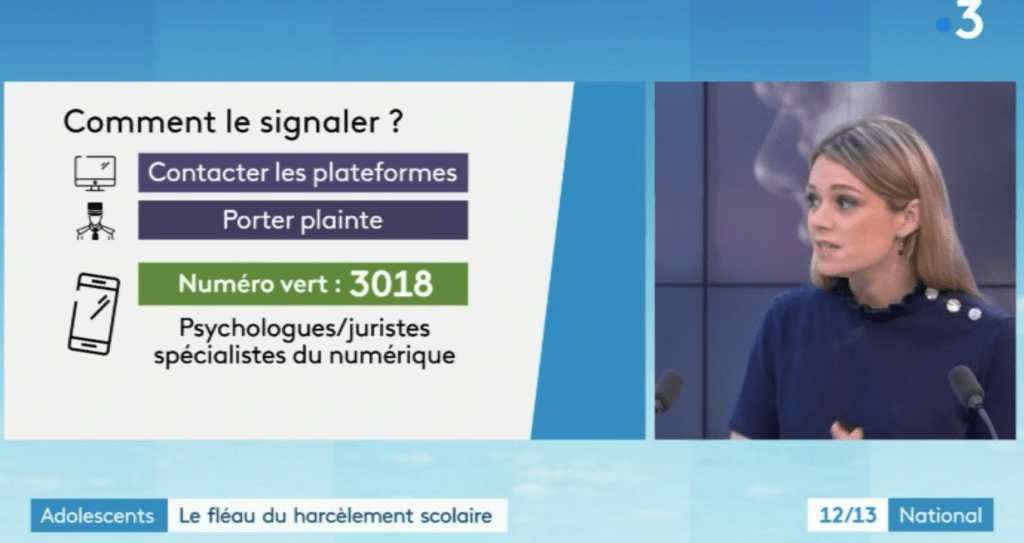 3
Comment le signaler ?
Contacter les plateformes
Porter plainte
Numéro vert : 3018
Psychologues/juristes
spécialistes du numérique
Adolescents Le fléau du harcèlement scolaire
12/13 National